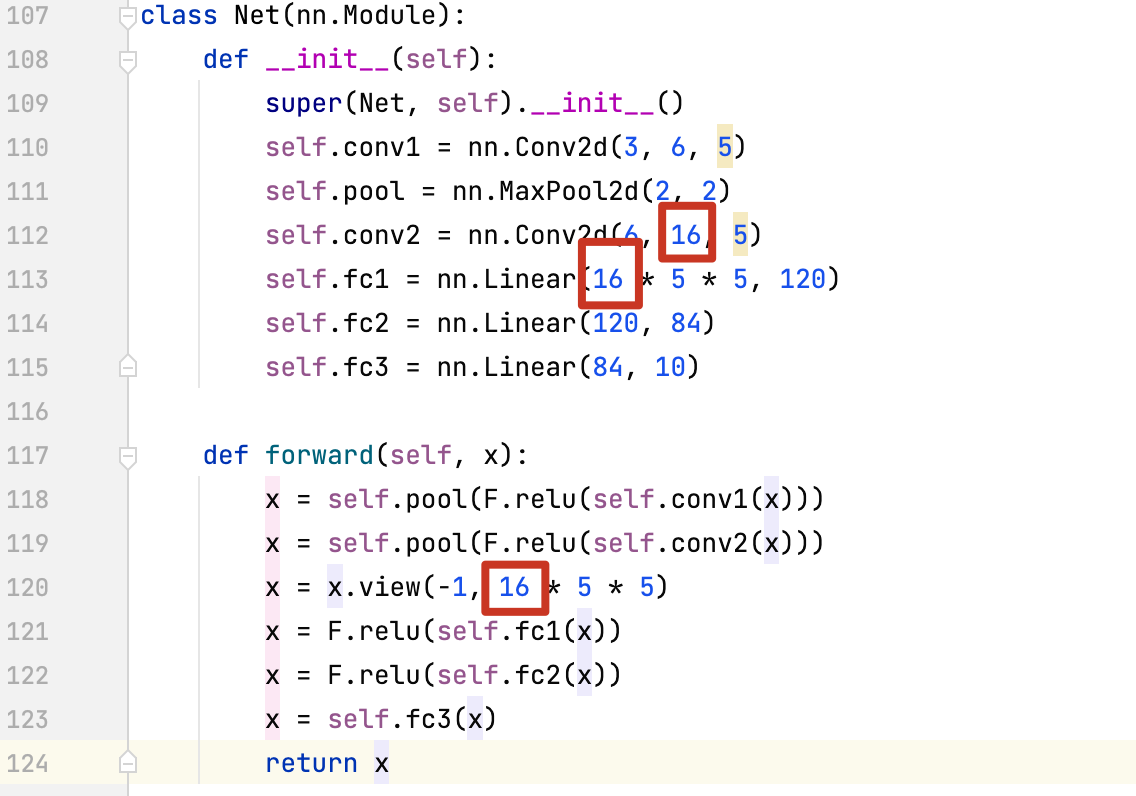 107 class Net(nn.Module):
108     def __init__(self):
109         super(Net, self).__init__()
110         self.conv1 = nn.Conv2d(3, 6, 5)
111         self.pool = nn.MaxPool2d(2, 2)
112         self.conv2 = nn.Conv2d(6, 16, 5)
113         self.fc1 = nn.Linear(16 * 5 * 5, 120)
114         self.fc2 = nn.Linear(120, 84)
115         self.fc3 = nn.Linear(84, 10)
116
117     def forward(self, x):
118         x = self.pool(F.relu(self.conv1(x)))
119         x = self.pool(F.relu(self.conv2(x)))
120         x = x.view(-1, 16 * 5 * 5)
121         x = F.relu(self.fc1(x))
122         x = F.relu(self.fc2(x))
123         x = self.fc3(x)
124         return x